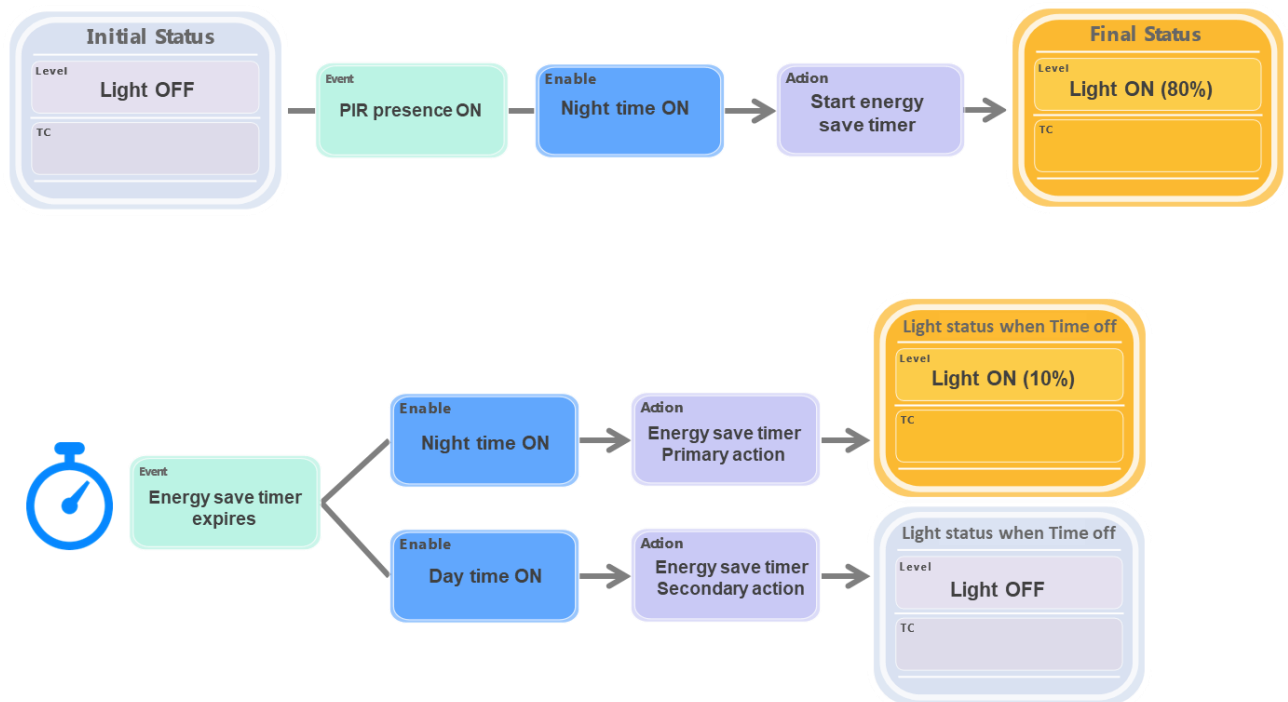 Initial Status
Level
Light OFF
TC
Event
PIR presence ON
Enable
Night time ON
Action
Start energy
save timer
Final Status
Level
Light ON (80%)
TC
Event
Energy save timer
expires
Enable
Night time ON
Action
Energy save timer
Primary action
Light status when Time off
Level
Light ON (10%)
TC
Enable
Day time ON
Action
Energy save timer
Secondary action
Light status when Time off
Level
Light OFF
TC